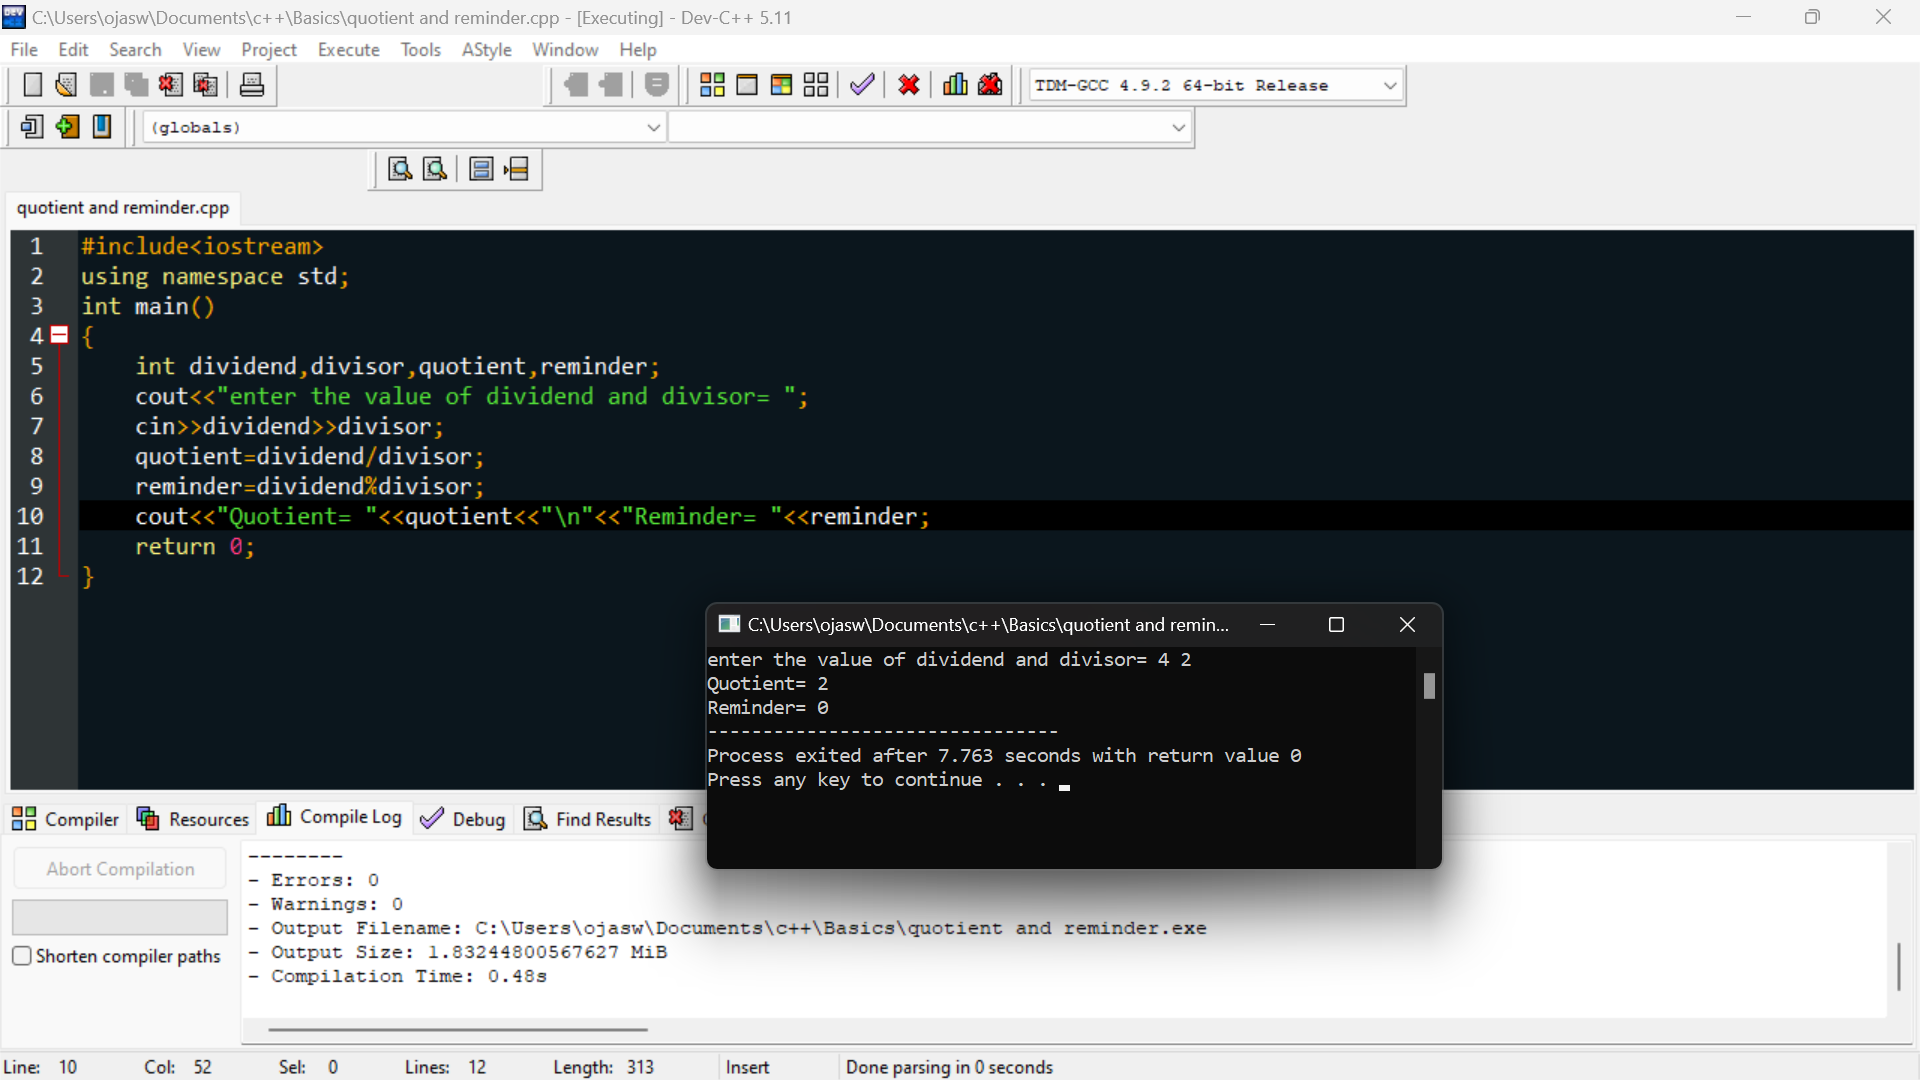 C:\Users\ojasw\Documents\c++\Basics\quotient and reminder.cpp - [Executing] - Dev-C++ 5.11
File Edit Search View Project Execute Tools AStyle Window Help
TDM-GCC 4.9.2 64-bit Release
(globals)
quotient and reminder.cpp
1 #include<iostream>
2 using namespace std;
3 int main()
4 {
5 int dividend,divisor,quotient,reminder;
6 cout<<"enter the value of dividend and divisor= ";
7 cin>>dividend>>divisor;
8 quotient=dividend/divisor;
9 reminder=dividend%divisor;
10 cout<<"Quotient= "<<quotient<<"\n"<<"Reminder= "<<reminder;
11 return 0;
12 }
C:\Users\ojasw\Documents\c++\Basics\quotient and remin...
enter the value of dividend and divisor= 4 2
Quotient= 2
Reminder= 0
--------------------------------
Process exited after 7.763 seconds with return value 0
Press any key to continue . . .
Compiler Resources Compile Log Debug Find Results
Abort Compilation
Shorten compiler paths
--------
- Errors: 0
- Warnings: 0
- Output Filename: C:\Users\ojasw\Documents\c++\Basics\quotient and reminder.exe
- Output Size: 1.83244800567627 MiB
- Compilation Time: 0.48s
Line: 10 Col: 52 Sel: 0 Lines: 12 Length: 313 Insert Done parsing in 0 seconds